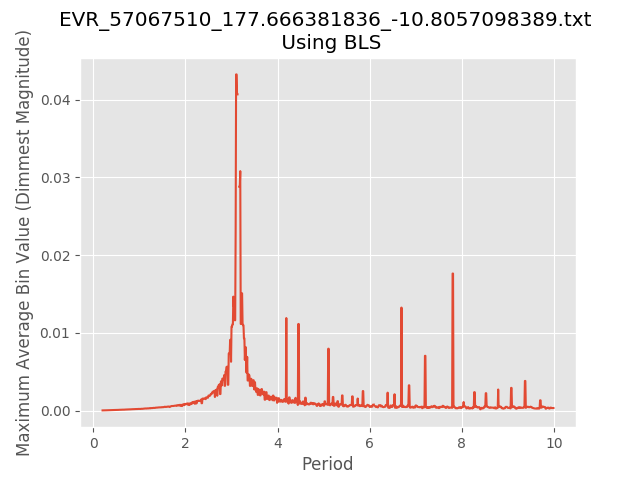 EVR_57067510_177.666381836_-10.8057098389.txt
Using BLS
Maximum Average Bin Value (Dimmest Magnitude)
0.04
0.03
0.02
0.01
0.00
0 2 4 6 8 10
Period